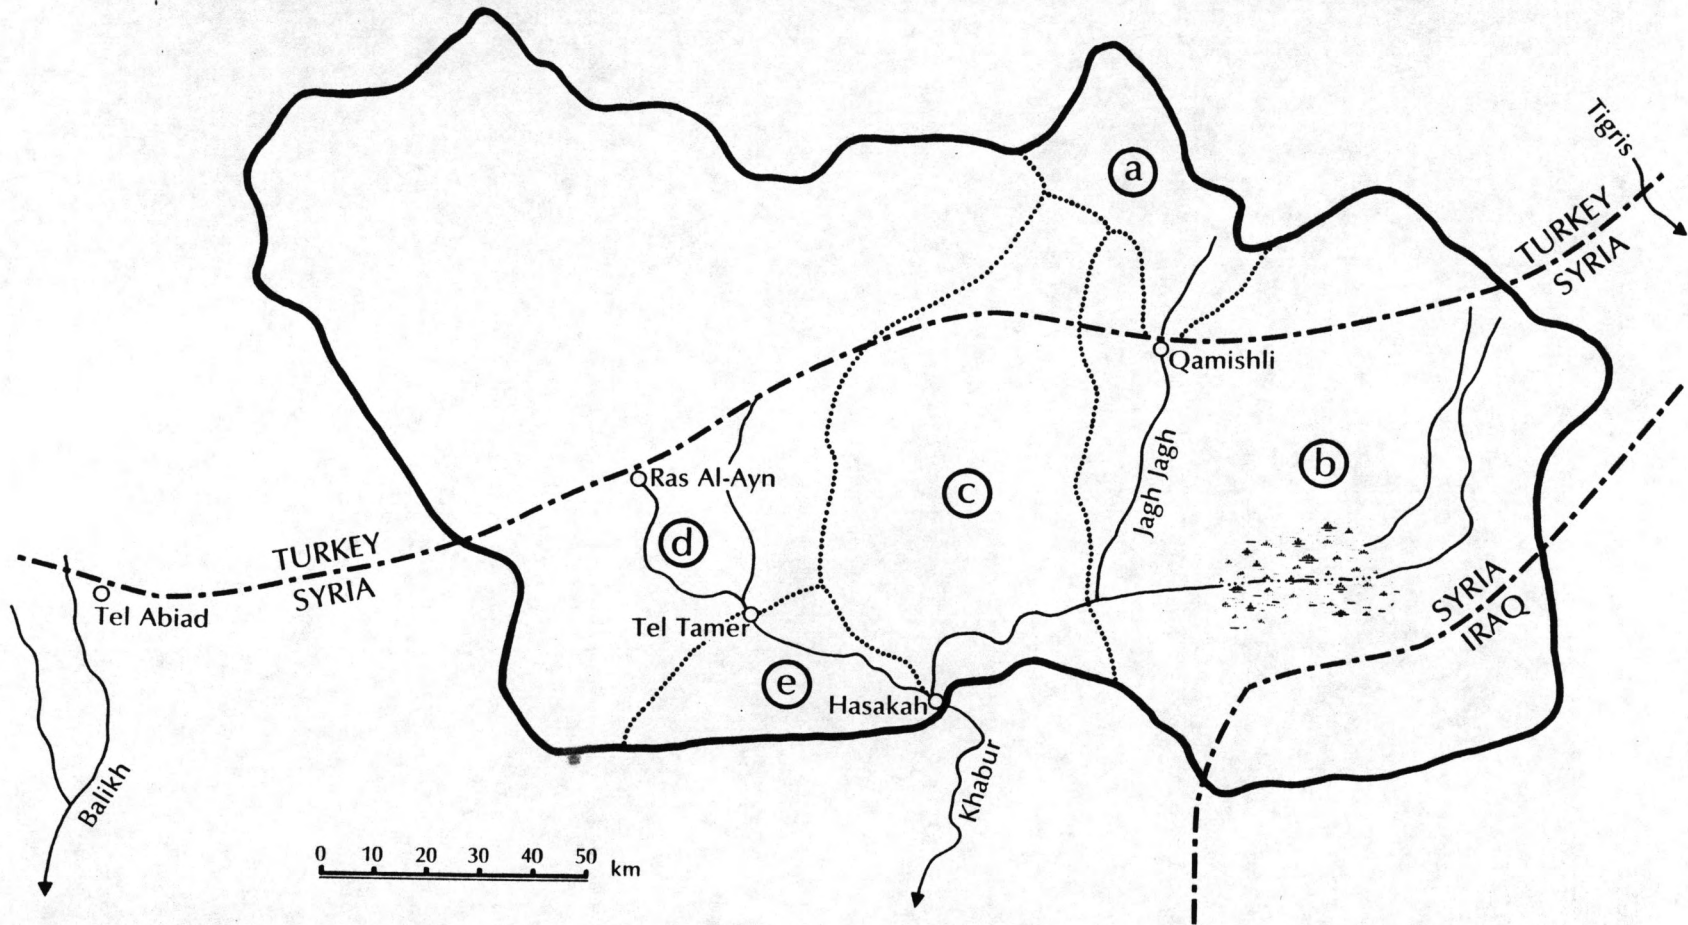 a
Tigris
TURKEY
SYRIA
Qamishli
b
Ras Al-Ayn
c
Jagh Jagh
d
TURKEY
SYRIA
Tel Abiad
SYRIA
IRAQ
Tel Tamer
e
Hasakah
Balikh
Khabur
0 10 20 30 40 50 km